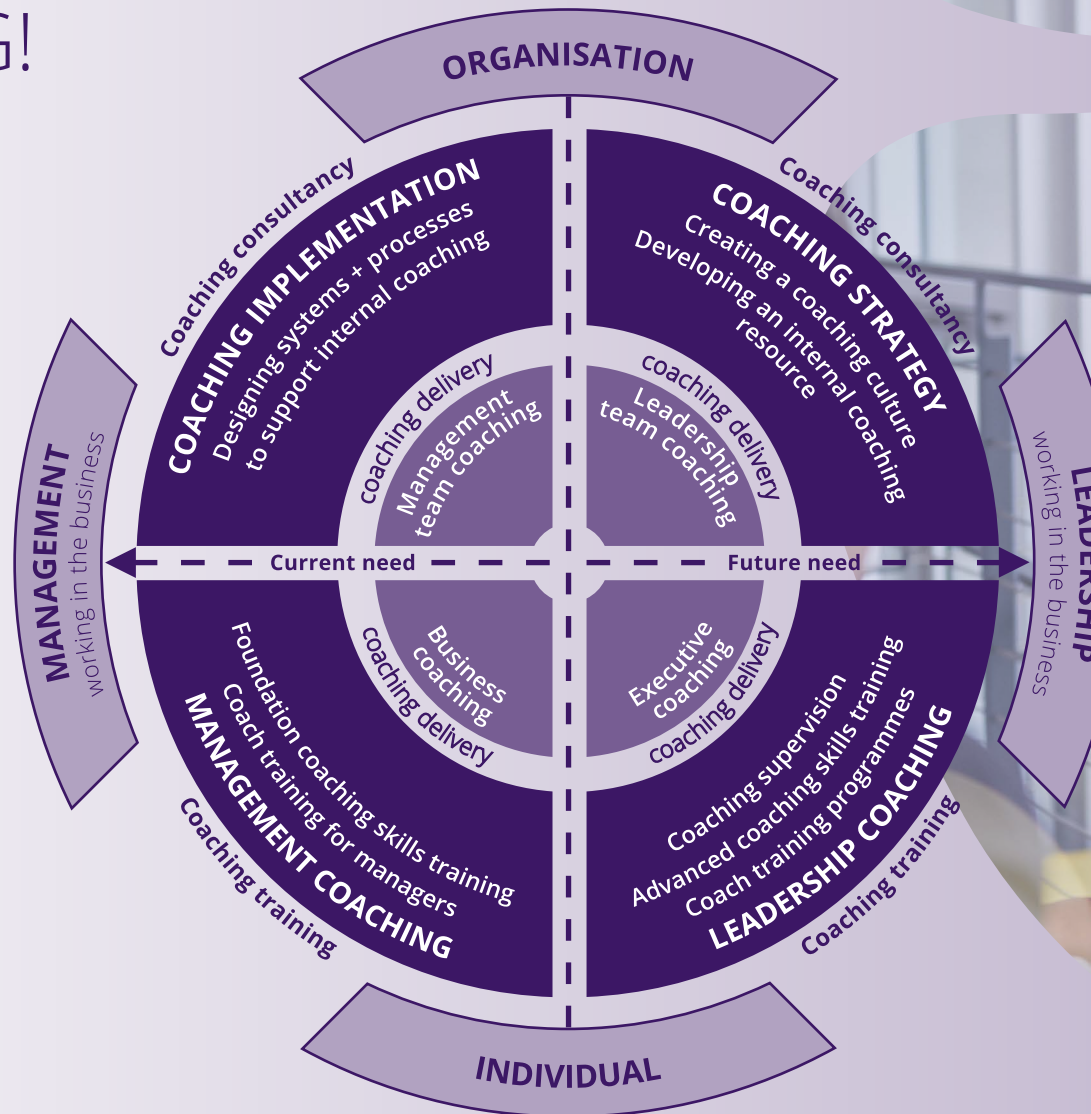 G!
ORGANISATION
Coaching consultancy
COACHING IMPLEMENTATION
Designing systems + processes
to support internal coaching
coaching delivery
Management
team coaching
Coaching consultancy
COACHING STRATEGY
Creating a coaching culture
Developing an internal coaching
resource
coaching delivery
Leadership
team coaching
MANAGEMENT
working in the business
Current need
Future need
LEADERSHIP
working in the business
Business
coaching
coaching delivery
Foundation coaching skills training
Coach training for managers
MANAGEMENT COACHING
Coaching training
Executive
coaching
coaching delivery
Coaching supervision
Advanced coaching skills training
Coach training programmes
LEADERSHIP COACHING
Coaching training
INDIVIDUAL